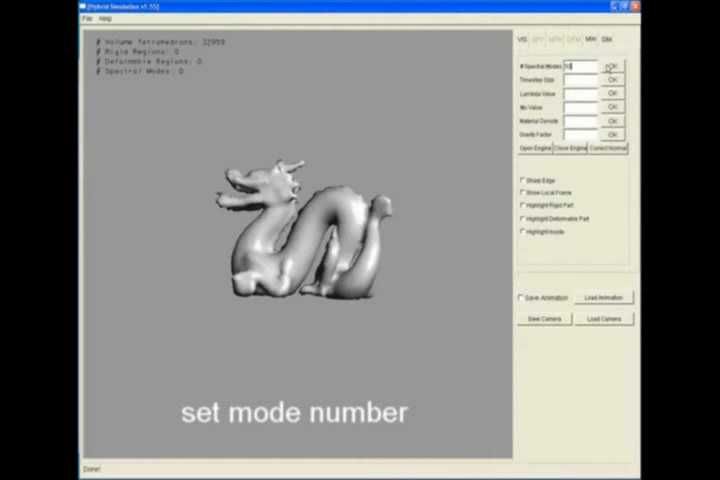 [Hybrid Simulation v1.55]
File Help
# Volume Tetrahedrons: 32959
# Rigid Regions: 0
# Deformable Regions: 0
# Spectral Modes: 0
VIS MW SIM
# Spectral Modes OK
Timestep Size OK
Lambda Value OK
Mu Value OK
Material Density OK
Gravity Factor OK
Open Engine Close Engine Correct Normal
Sharp Edge
Show Local Frame
Highlight Rigid Part
Highlight Deformable Part
Highlight Inside
Save Animation Load Animation
Save Camera Load Camera
set mode number
Done!